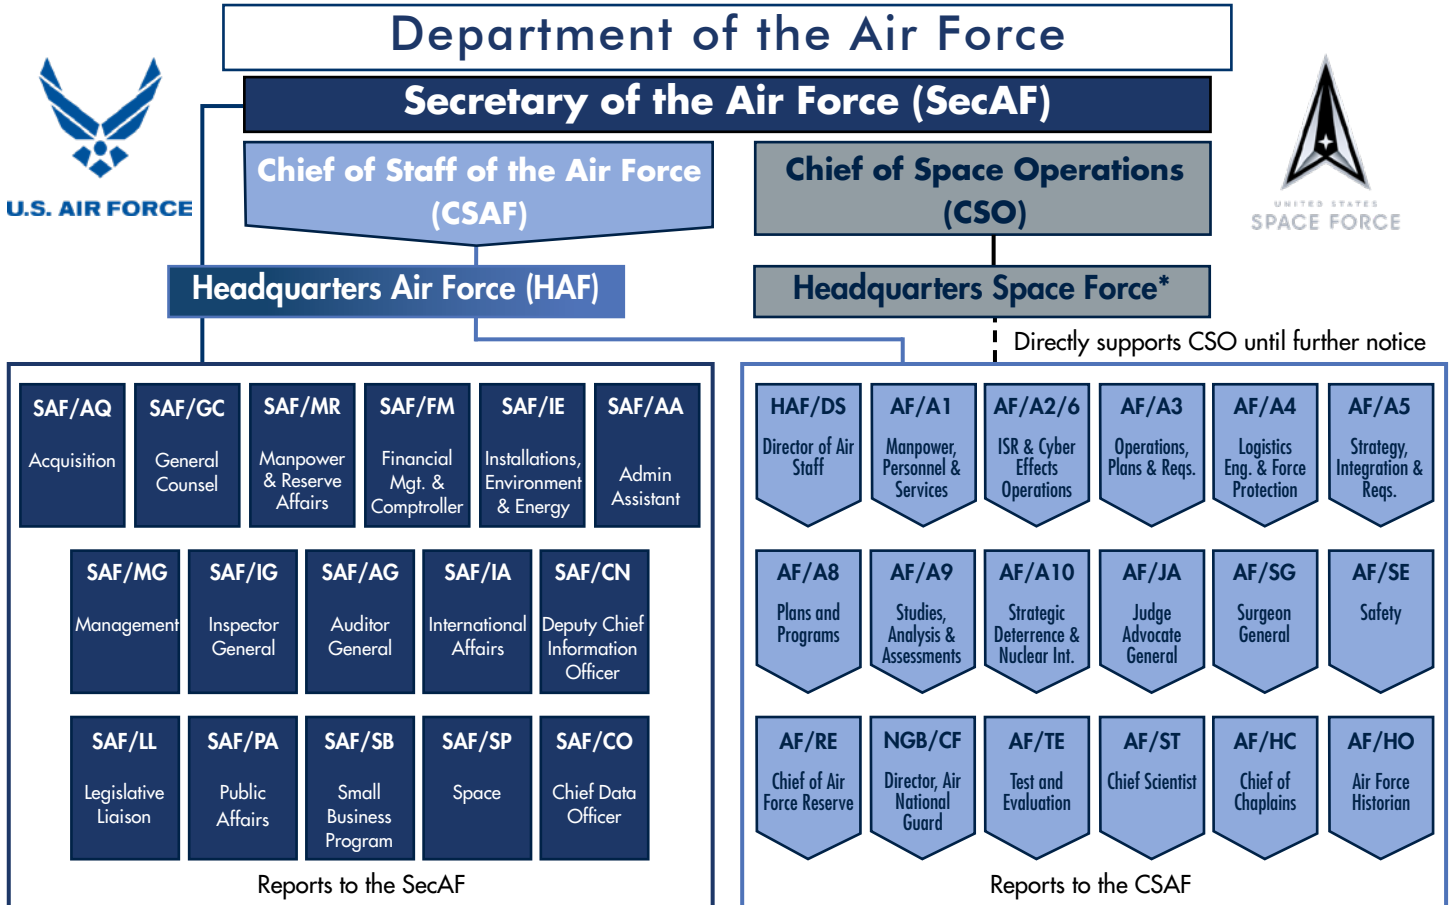 Department of the Air Force
Secretary of the Air Force (SecAF)
U.S. AIR FORCE
Chief of Staff of the Air Force
(CSAF)
Chief of Space Operations
(CSO)
UNITED STATES
SPACE FORCE
Headquarters Air Force (HAF)
Headquarters Space Force*
Directly supports CSO until further notice
SAF/AQ
Acquisition
SAF/GC
General
Counsel
SAF/MR
Manpower
& Reserve
Affairs
SAF/FM
Financial
Mgt. &
Comptroller
SAF/IE
Installations,
Environment
& Energy
SAF/AA
Admin
Assistant
SAF/MG
Management
SAF/IG
Inspector
General
SAF/AG
Auditor
General
SAF/IA
International
Affairs
SAF/CN
Deputy Chief
Information
Officer
SAF/LL
Legislative
Liaison
SAF/PA
Public
Affairs
SAF/SB
Small
Business
Program
SAF/SP
Space
SAF/CO
Chief Data
Officer
Reports to the SecAF
HAF/DS
Director of Air
Staff
AF/A1
Manpower,
Personnel &
Services
AF/A2/6
ISR & Cyber
Effects
Operations
AF/A3
Operations,
Plans & Reqs.
AF/A4
Logistics
Eng. & Force
Protection
AF/A5
Strategy,
Integration &
Reqs.
AF/A8
Plans and
Programs
AF/A9
Studies,
Analysis &
Assessments
AF/A10
Strategic
Deterrence &
Nuclear Int.
AF/JA
Judge
Advocate
General
AF/SG
Surgeon
General
AF/SE
Safety
AF/RE
Chief of Air
Force Reserve
NGB/CF
Director, Air
National
Guard
AF/TE
Test and
Evaluation
AF/ST
Chief Scientist
AF/HC
Chief of
Chaplains
AF/HO
Air Force
Historian
Reports to the CSAF